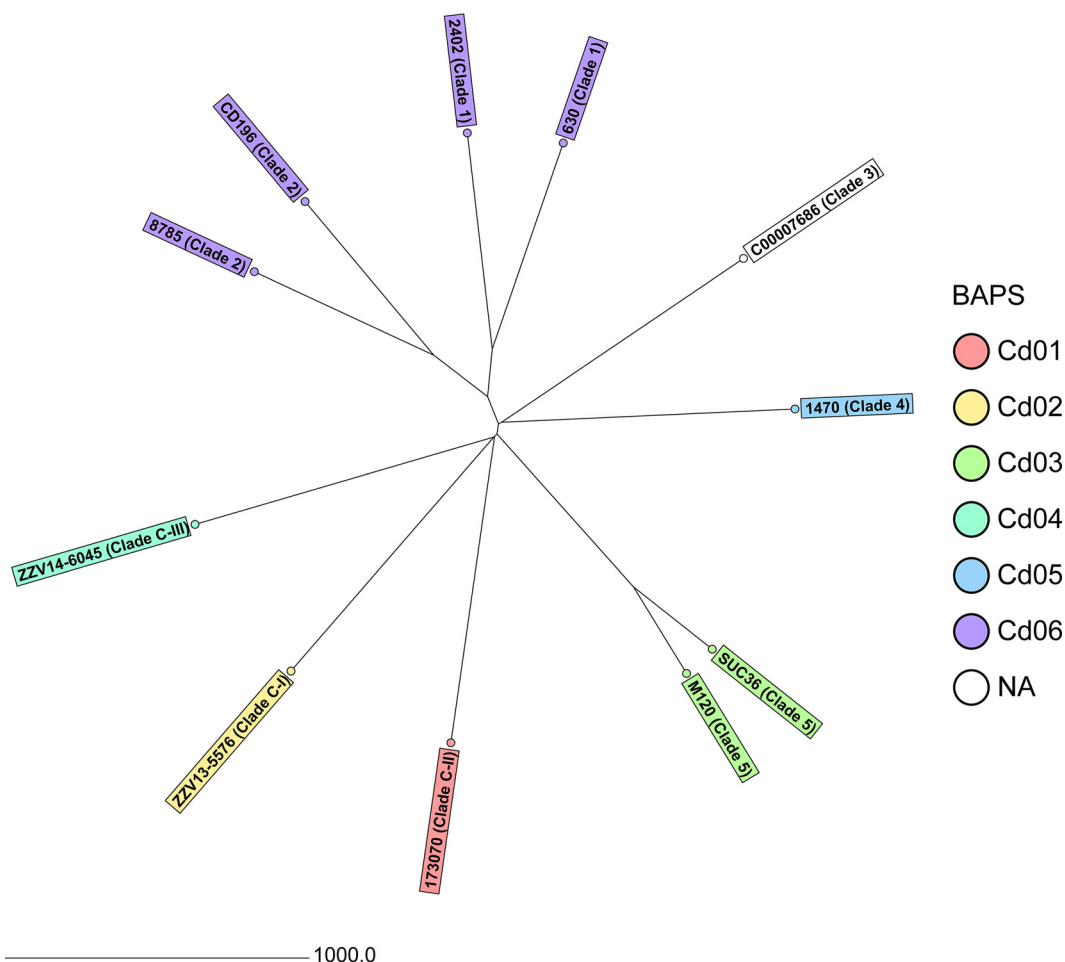 2402 (Clade 1)
630 (Clade 1)
CD196 (Clade 2)
C00007686 (Clade 3)
8785 (Clade 2)
BAPS
Cd01
1470 (Clade 4)
Cd02
Cd03
Cd04
ZZV14-6045 (Clade C-III)
Cd05
Cd06
SUC36 (Clade 5)
NA
M120 (Clade 5)
ZZV13-5576 (Clade C-I)
173070 (Clade C-II)
1000.0